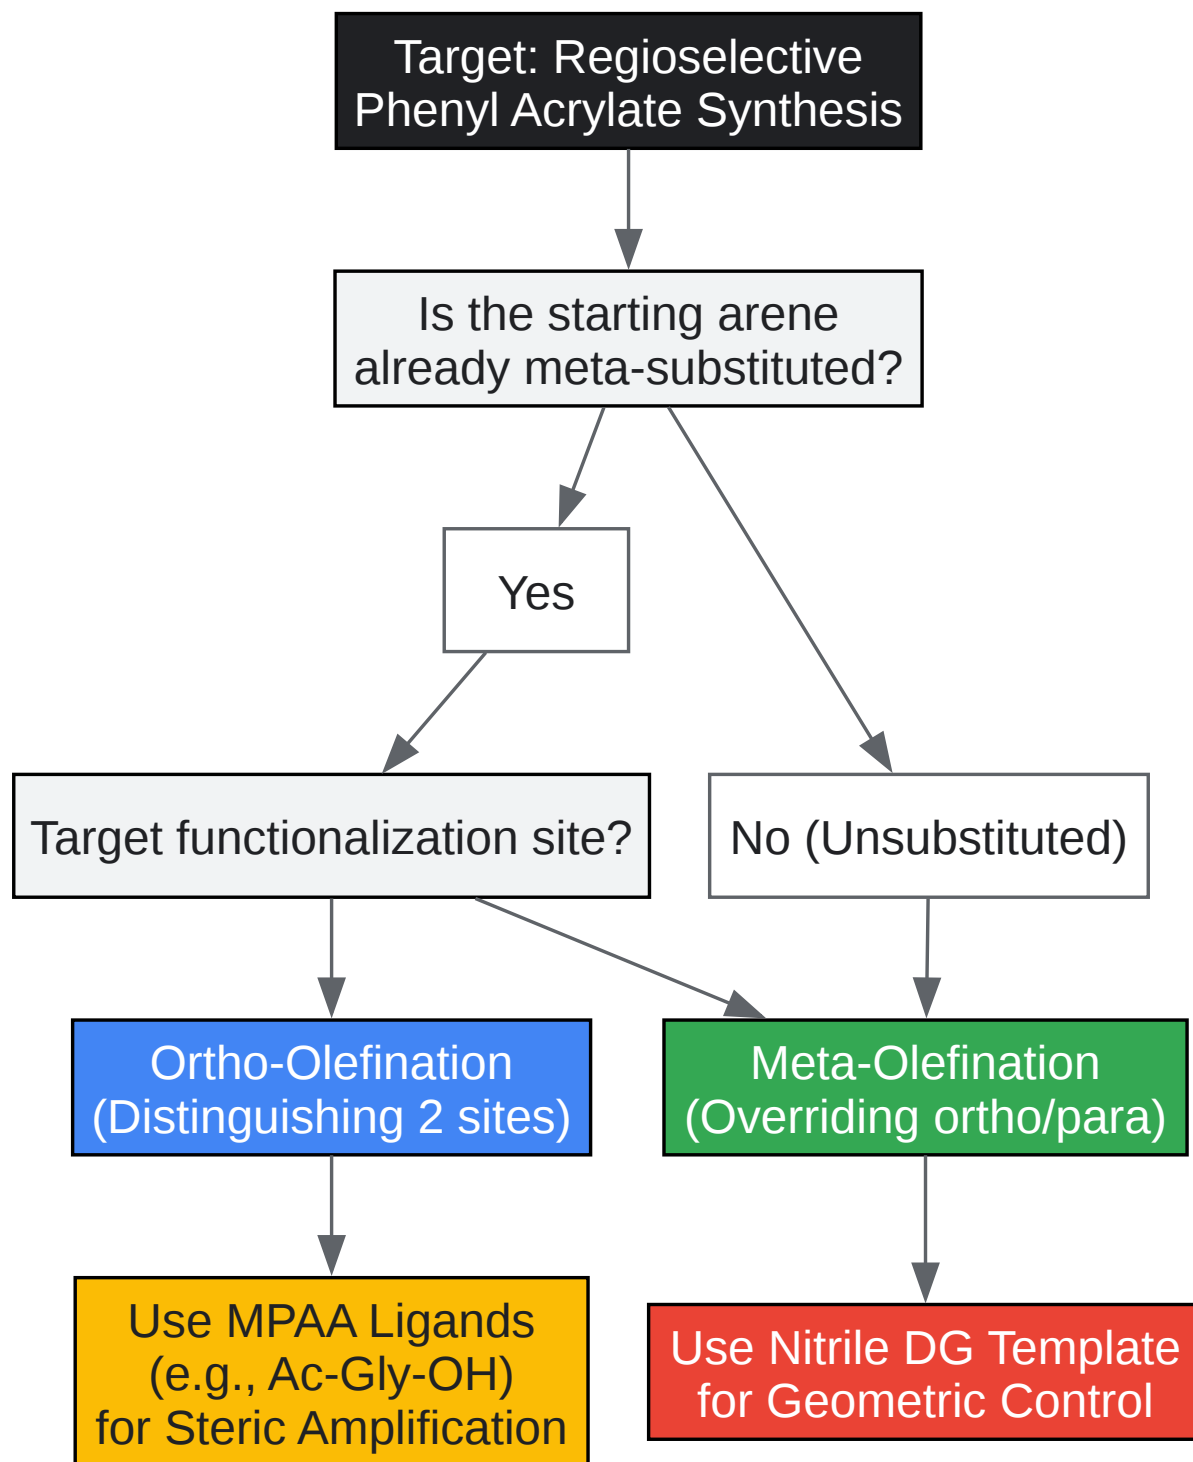 Target: Regioselective
Phenyl Acrylate Synthesis
Is the starting arene
already meta-substituted?
Yes
Target functionalization site?
No (Unsubstituted)
Ortho-Olefination
(Distinguishing 2 sites)
Meta-Olefination
(Overriding ortho/para)
Use MPAA Ligands
(e.g., Ac-Gly-OH)
for Steric Amplification
Use Nitrile DG Template
for Geometric Control